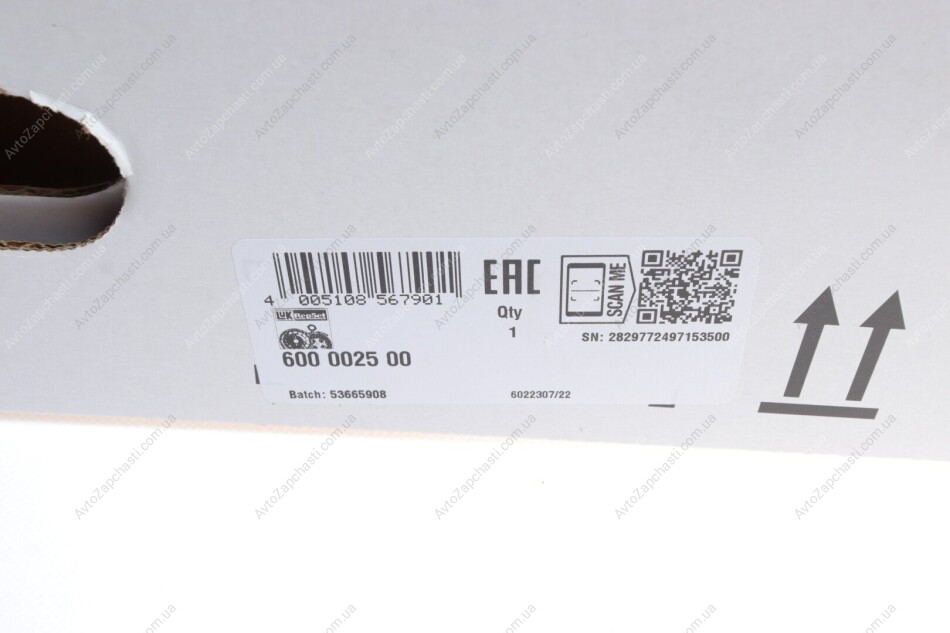 4 005108 567901
EAC
Qty
1
SCAN ME
SN: 2829772497153500
LuK RepSet
600 0025 00
Batch: 53665908
6022307/22
AvtoZapchasti.com.ua